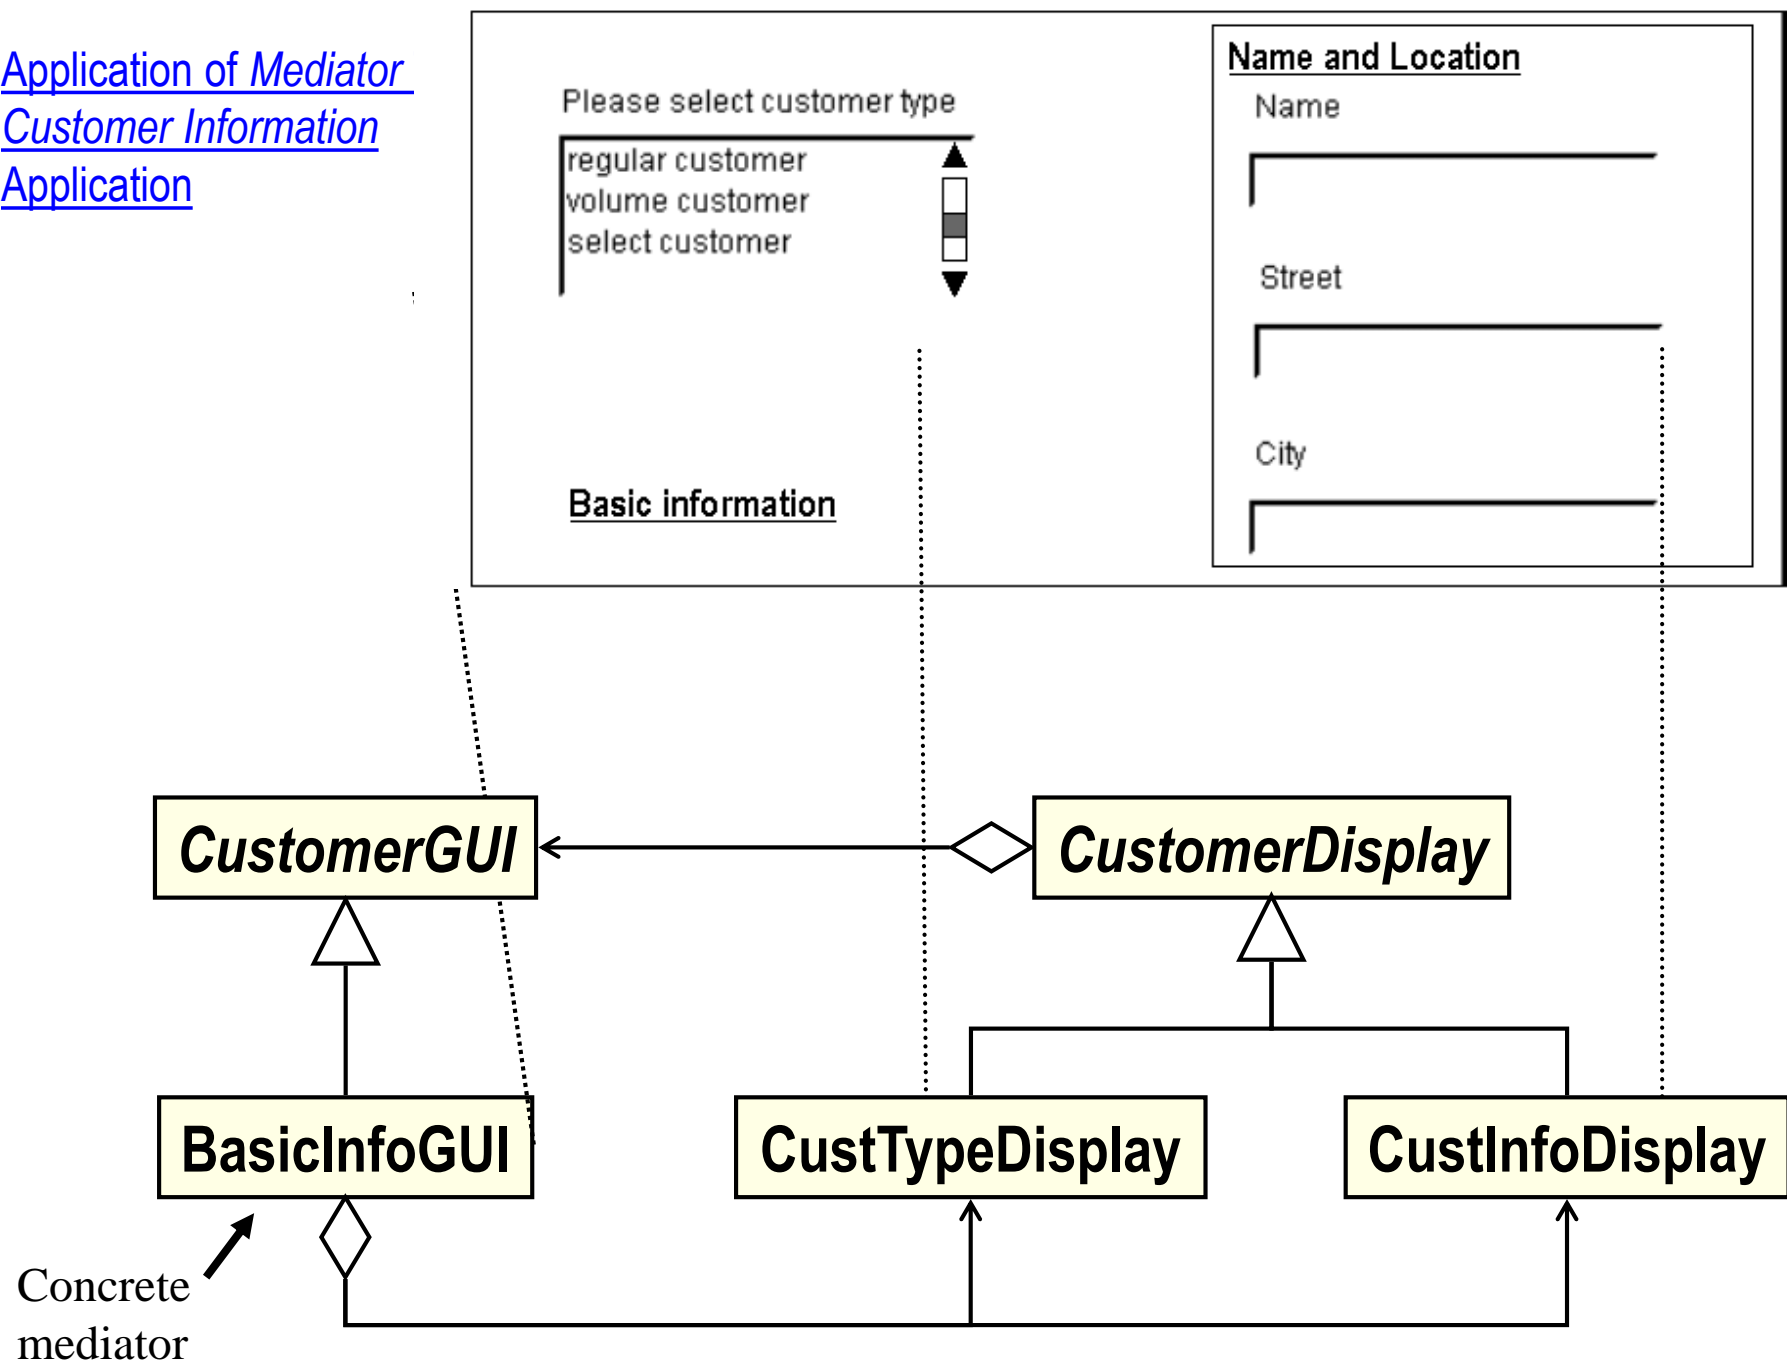 Application of Mediator
Customer Information
Application
Please select customer type
regular customer
volume customer
select customer
Basic information
Name and Location
Name
Street
City
CustomerGUI
CustomerDisplay
BasicInfoGUI
CustTypeDisplay
CustInfoDisplay
Concrete
mediator